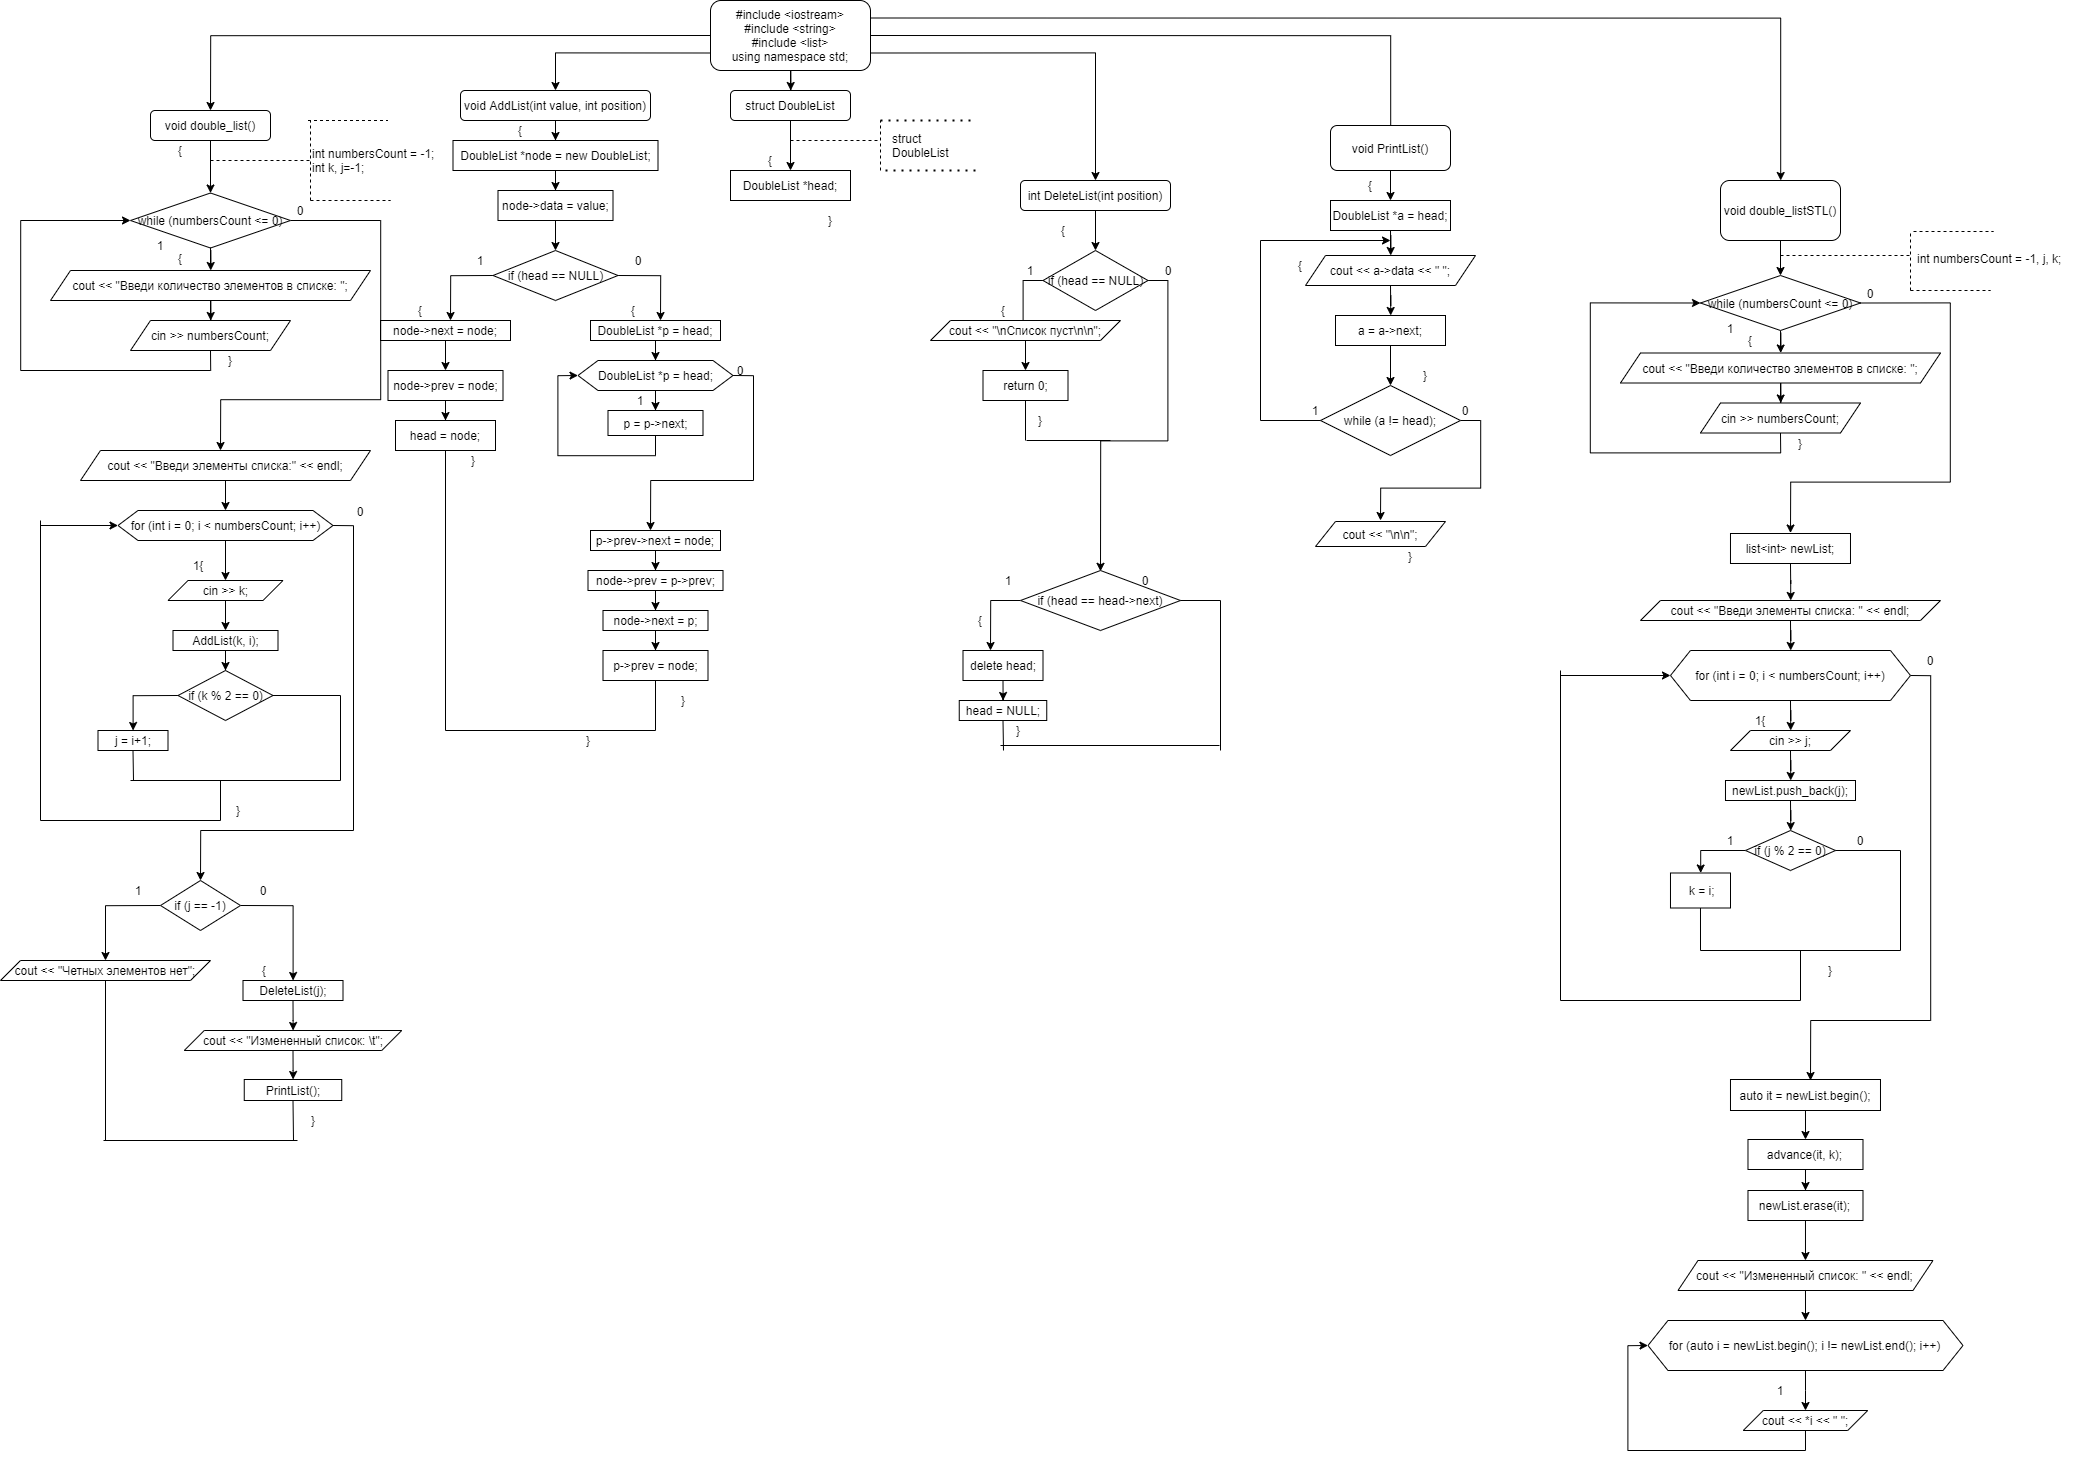 #include <iostream>
#include <string>
#include <list>
using namespace std;
void double_list()
{
int numbersCount = -1;
int k, j=-1;
while (numbersCount <= 0)
0
1
{
cout << "Введи количество элементов в списке: ";
cin >> numbersCount;
}
cout << "Введи элементы списка:" << endl;
for (int i = 0; i < numbersCount; i++)
0
1{
cin >> k;
AddList(k, i);
if (k % 2 == 0)
j = i+1;
}
if (j == -1)
1
0
cout << "Четных элементов нет";
{
DeleteList(j);
cout << "Измененный список: \t";
PrintList();
}
void AddList(int value, int position)
{
DoubleList *node = new DoubleList;
node->data = value;
if (head == NULL)
1
0
{
node->next = node;
node->prev = node;
head = node;
}
{
DoubleList *p = head;
DoubleList *p = head;
0
1
p = p->next;
p->prev->next = node;
node->prev = p->prev;
node->next = p;
p->prev = node;
}
}
struct DoubleList
struct
DoubleList
{
DoubleList *head;
}
int DeleteList(int position)
{
if (head == NULL)
1
0
{
cout << "\nСписок пуст\n\n";
return 0;
}
if (head == head->next)
1
0
{
delete head;
head = NULL;
}
void PrintList()
{
DoubleList *a = head;
{
cout << a->data << " ";
a = a->next;
}
while (a != head);
1
0
cout << "\n\n";
}
void double_listSTL()
int numbersCount = -1, j, k;
while (numbersCount <= 0)
0
1
{
cout << "Введи количество элементов в списке: ";
cin >> numbersCount;
}
list<int> newList;
cout << "Введи элементы списка: " << endl;
for (int i = 0; i < numbersCount; i++)
0
1{
cin >> j;
newList.push_back(j);
if (j % 2 == 0)
1
0
k = i;
}
auto it = newList.begin();
advance(it, k);
newList.erase(it);
cout << "Измененный список: " << endl;
for (auto i = newList.begin(); i != newList.end(); i++)
1
cout << *i << " ";